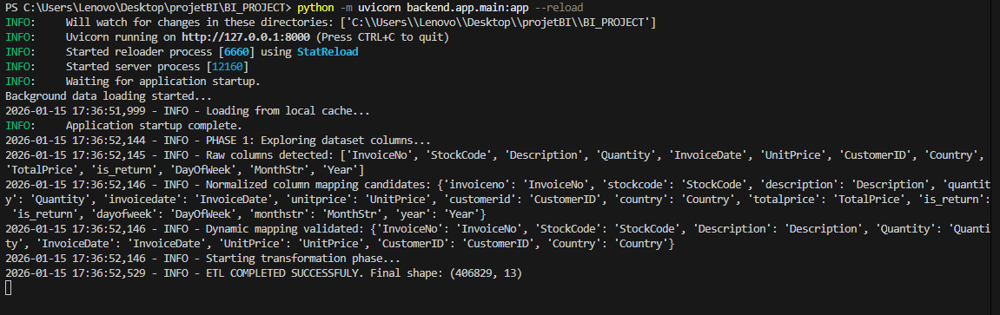 PS C:\Users\Lenovo\Desktop\projetBI\BI_PROJECT> python -m uvicorn backend.app.main:app --reload
INFO:     Will watch for changes in these directories: ['C:\\Users\\Lenovo\\Desktop\\projetBI\\BI_PROJECT']
INFO:     Uvicorn running on http://127.0.0.1:8000 (Press CTRL+C to quit)
INFO:     Started reloader process [6660] using StatReload
INFO:     Started server process [12160]
INFO:     Waiting for application startup.
Background data loading started...
2026-01-15 17:36:51,999 - INFO - Loading from local cache...
INFO:     Application startup complete.
2026-01-15 17:36:52,144 - INFO - PHASE 1: Exploring dataset columns...
2026-01-15 17:36:52,145 - INFO - Raw columns detected: ['InvoiceNo', 'StockCode', 'Description', 'Quantity', 'InvoiceDate', 'UnitPrice', 'CustomerID', 'Country',
'TotalPrice', 'is_return', 'DayOfWeek', 'MonthStr', 'Year']
2026-01-15 17:36:52,146 - INFO - Normalized column mapping candidates: {'invoiceno': 'InvoiceNo', 'stockcode': 'StockCode', 'description': 'Description', 'quantit
y': 'Quantity', 'invoicedate': 'InvoiceDate', 'unitprice': 'UnitPrice', 'customerid': 'CustomerID', 'country': 'Country', 'totalprice': 'TotalPrice', 'is_return':
'is_return', 'dayofweek': 'DayOfWeek', 'monthstr': 'MonthStr', 'year': 'Year'}
2026-01-15 17:36:52,146 - INFO - Dynamic mapping validated: {'InvoiceNo': 'InvoiceNo', 'StockCode': 'StockCode', 'Description': 'Description', 'Quantity': 'Quanti
ty', 'InvoiceDate': 'InvoiceDate', 'UnitPrice': 'UnitPrice', 'CustomerID': 'CustomerID', 'Country': 'Country'}
2026-01-15 17:36:52,146 - INFO - Starting transformation phase...
2026-01-15 17:36:52,529 - INFO - ETL COMPLETED SUCCESSFULY. Final shape: (406829, 13)